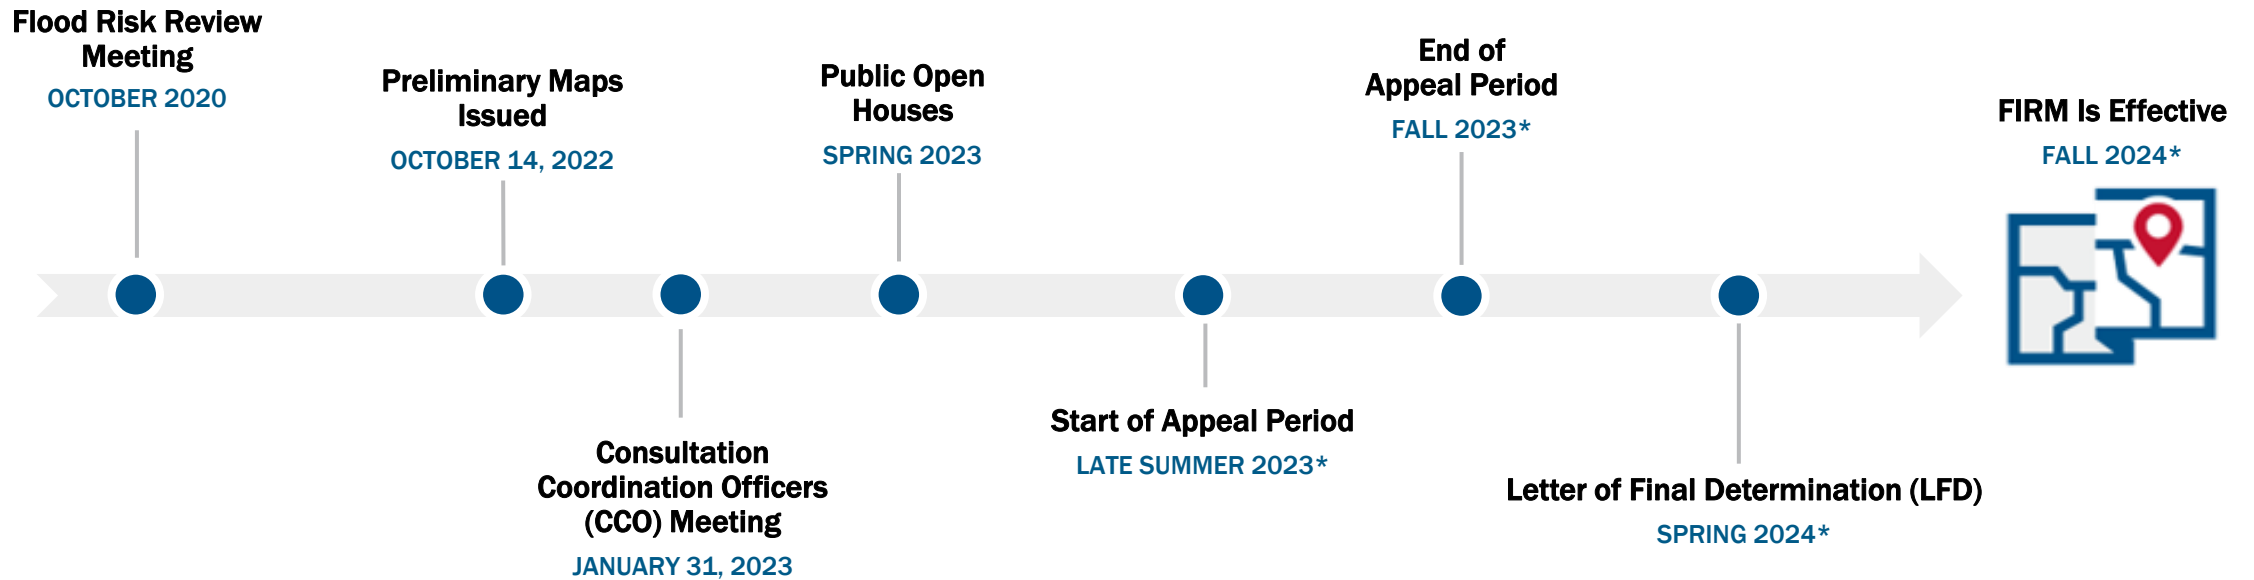 Flood Risk Review
Meeting
OCTOBER 2020
Preliminary Maps
Issued
OCTOBER 14, 2022
Consultation
Coordination Officers
(CCO) Meeting
JANUARY 31, 2023
Public Open
Houses
SPRING 2023
Start of Appeal Period
LATE SUMMER 2023*
End of
Appeal Period
FALL 2023*
Letter of Final Determination (LFD)
SPRING 2024*
FIRM Is Effective
FALL 2024*